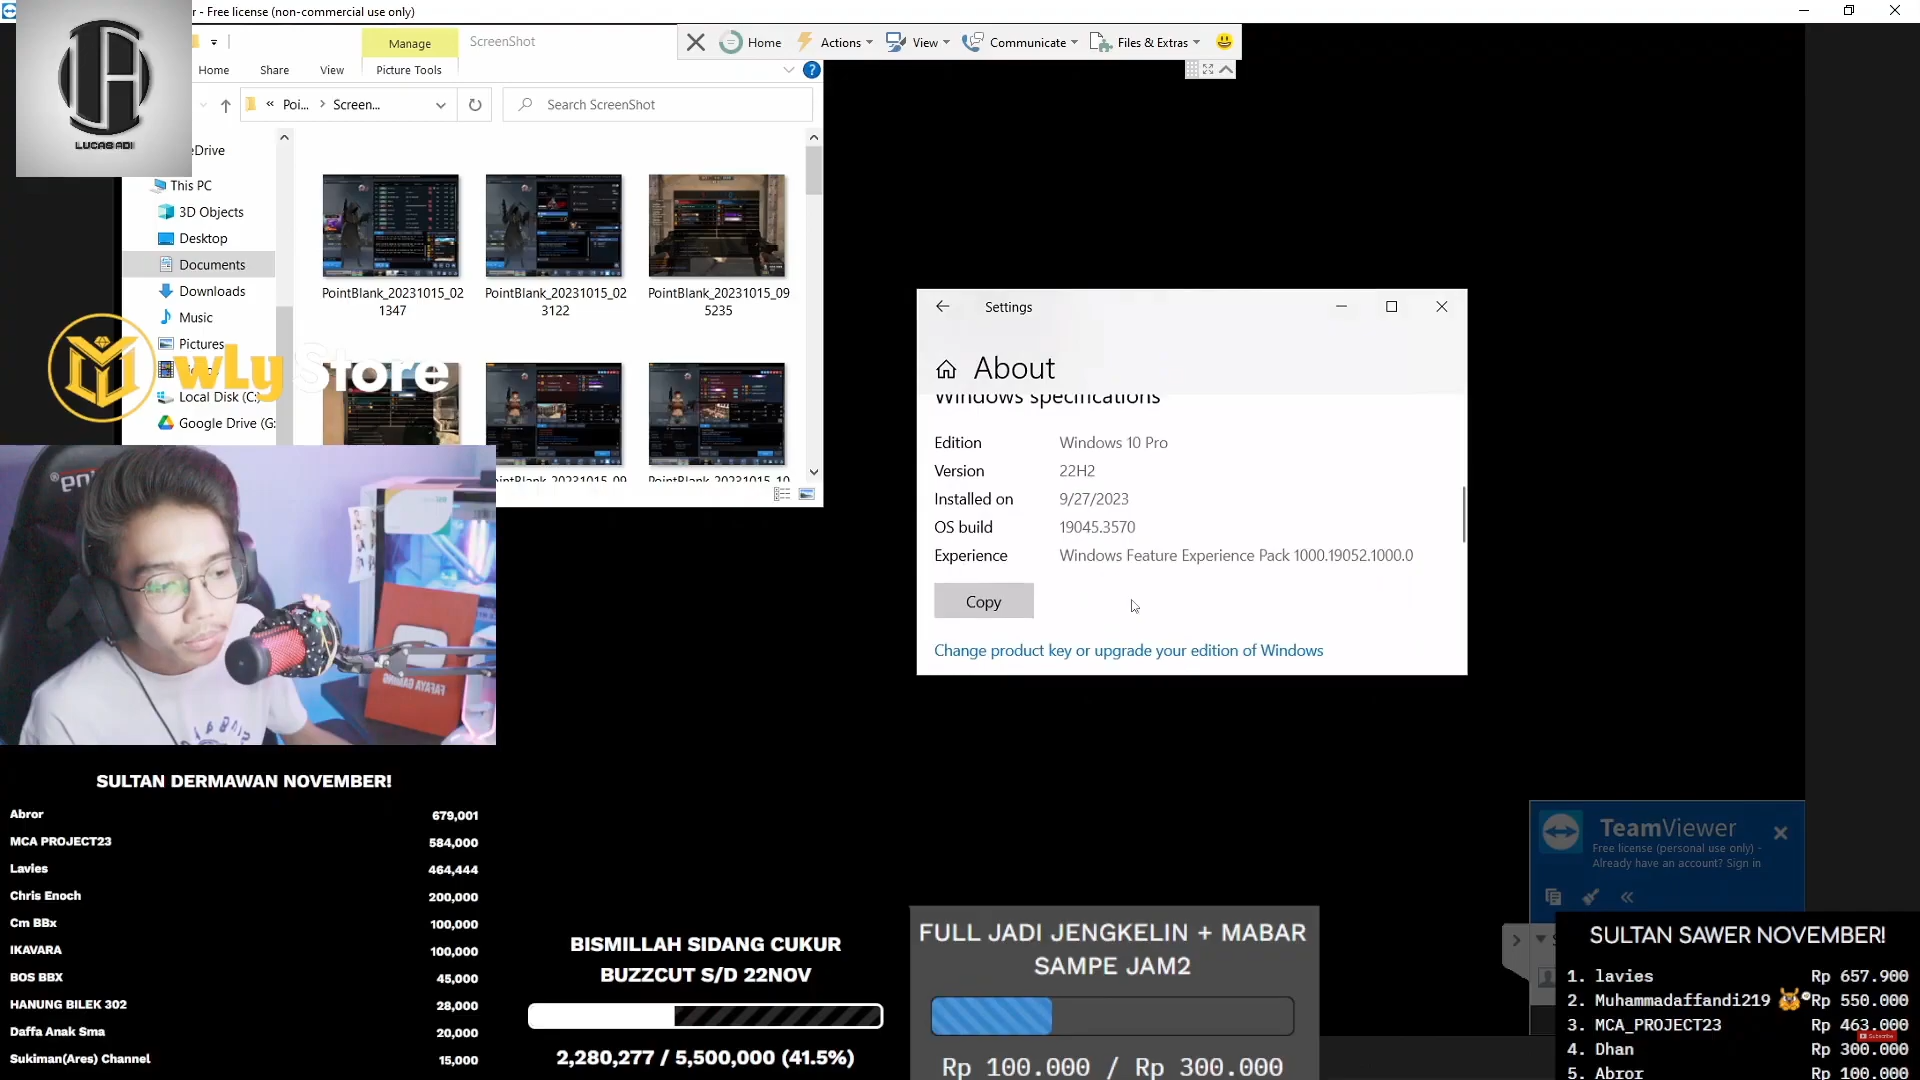 - Free license (non-commercial use only)
LUCAS ADI
Manage
ScreenShot
Home
Share
View
Picture Tools
Home
Actions
View
Communicate
Files & Extras
« Poi... > Screen...
Search ScreenShot
eDrive
This PC
3D Objects
Desktop
Documents
Downloads
Music
Pictures
Local Disk (C:
Google Drive (G:
wLy Store
PointBlank_20231015_02
1347
PointBlank_20231015_02
3122
PointBlank_20231015_09
5235
PointBlank_20231015_09
PointBlank_20231015_10
Settings
About
Windows specifications
Edition Windows 10 Pro
Version 22H2
Installed on 9/27/2023
OS build 19045.3570
Experience Windows Feature Experience Pack 1000.19052.1000.0
Copy
Change product key or upgrade your edition of Windows
FAFAYA GAMING
SULTAN DERMAWAN NOVEMBER!
Abror 679,001
MCA PROJECT23 584,000
Lavies 464,444
Chris Enoch 200,000
Cm BBx 100,000
IKAVARA 100,000
BOS BBX 45,000
HANUNG BILEK 302 28,000
Daffa Anak Sma 20,000
Sukiman(Ares) Channel 15,000
BISMILLAH SIDANG CUKUR
BUZZCUT S/D 22NOV
2,280,277 / 5,500,000 (41.5%)
FULL JADI JENGKELIN + MABAR
SAMPE JAM2
Rp 100.000 / Rp 300.000
TeamViewer
Free license (personal use only) -
Already have an account? Sign in
SULTAN SAWER NOVEMBER!
1. lavies Rp 657.900
2. Muhammadaffandi219 Rp 550.000
3. MCA_PROJECT23 Rp 463.000
Subscribe
4. Dhan Rp 300.000
5. Abror Rp 100.000